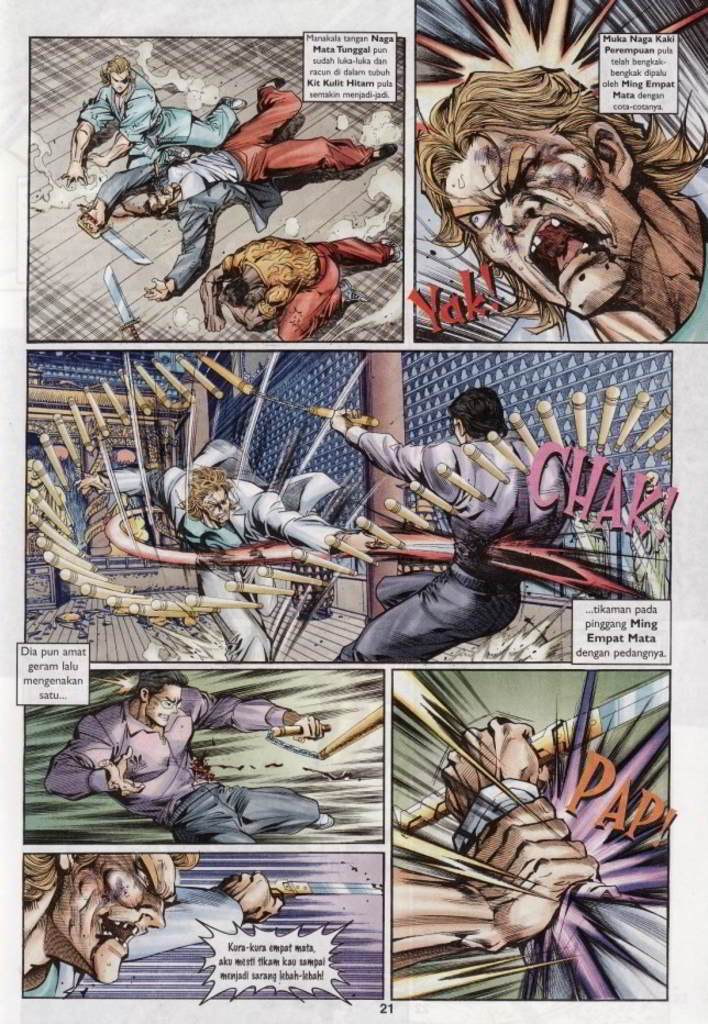 Manakala tangan Naga
Mata Tunggal pun
sudah luka-luka dan
racun di dalam tubuh
Kit Kulit Hitam pula
semakin menjadi-jadi.
Muka Naga Kaki
Perempuan pula
telah bengkak-
bengkak dipalu
oleh Ming Empat
Mata dengan
cota-cotanya.
Yak!
CHAK!
...tikaman pada
pinggang Ming
Empat Mata
dengan pedangnya.
Dia pun amat
geram lalu
mengenakan
satu...
PAP!
Kura-kura empat mata,
aku mesti tikam kau sampai
menjadi sarang lebah-lebah!
21